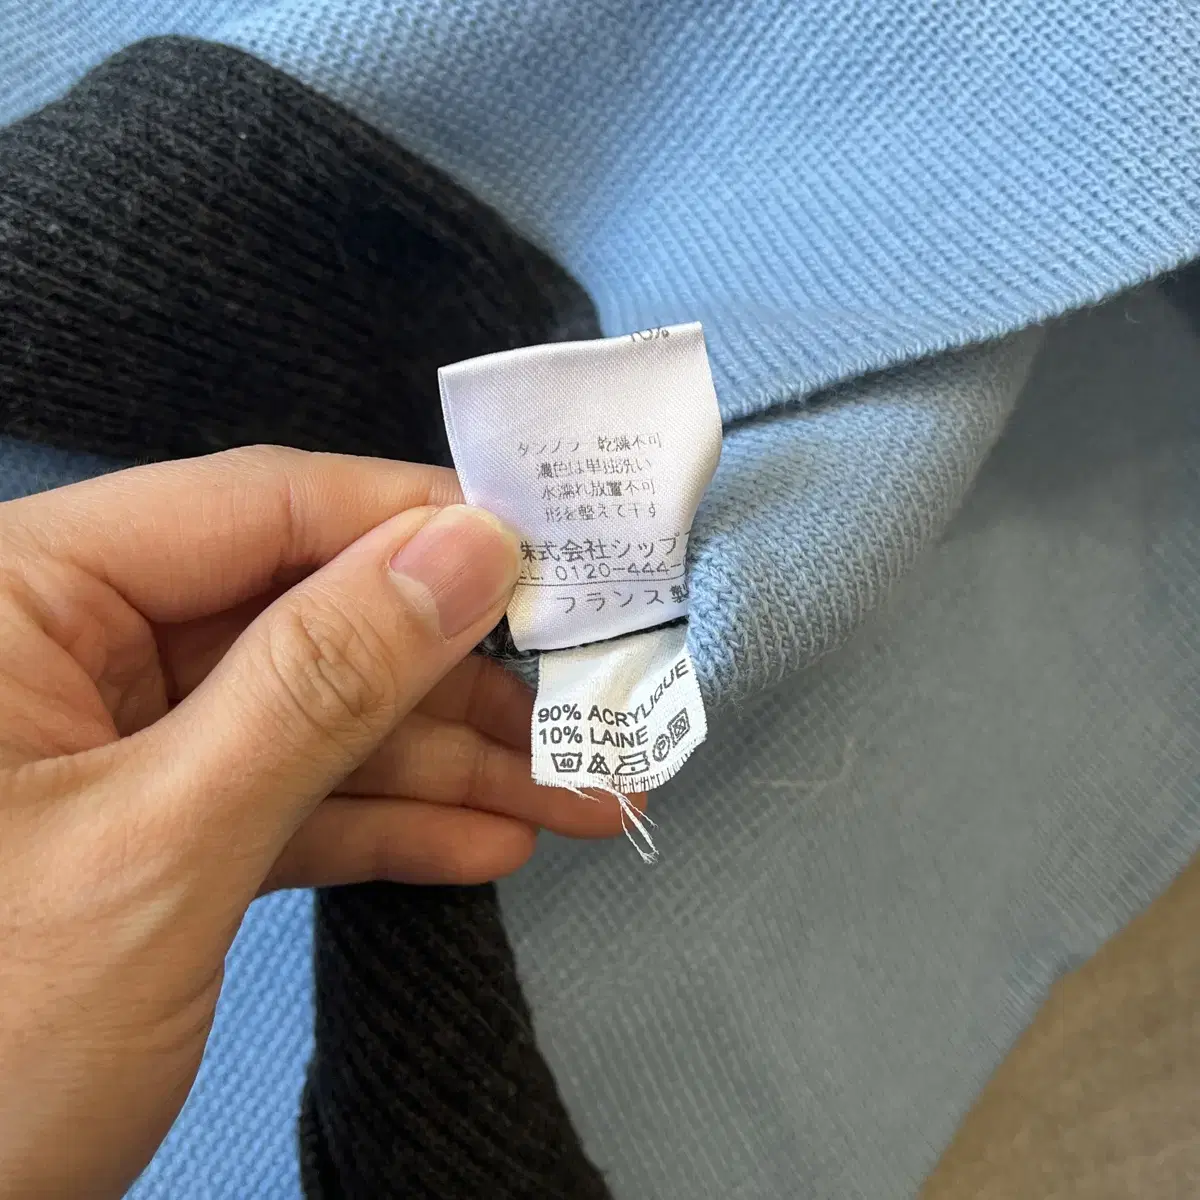 10%
タンブラー乾燥不可
濃色は単独洗い
水濡れ放置不可
形を整えて干す
株式会社シップ
EL. 0120-444-
フランス製
90% ACRYLIQUE
10% LAINE
40
P